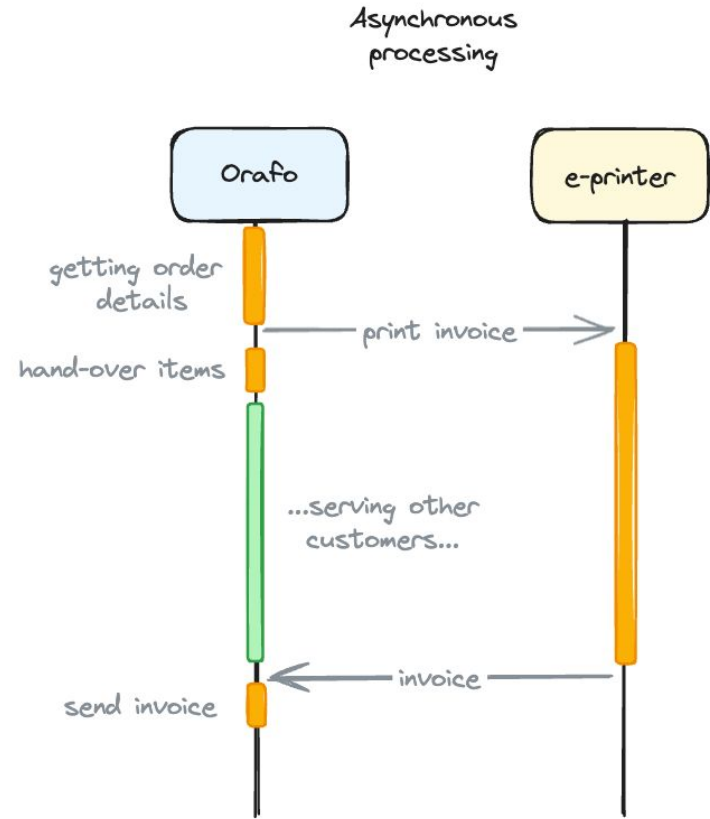 Asynchronous
processing
Orafo
e-printer
getting order
details
print invoice
hand-over items
...serving other
customers...
invoice
send invoice